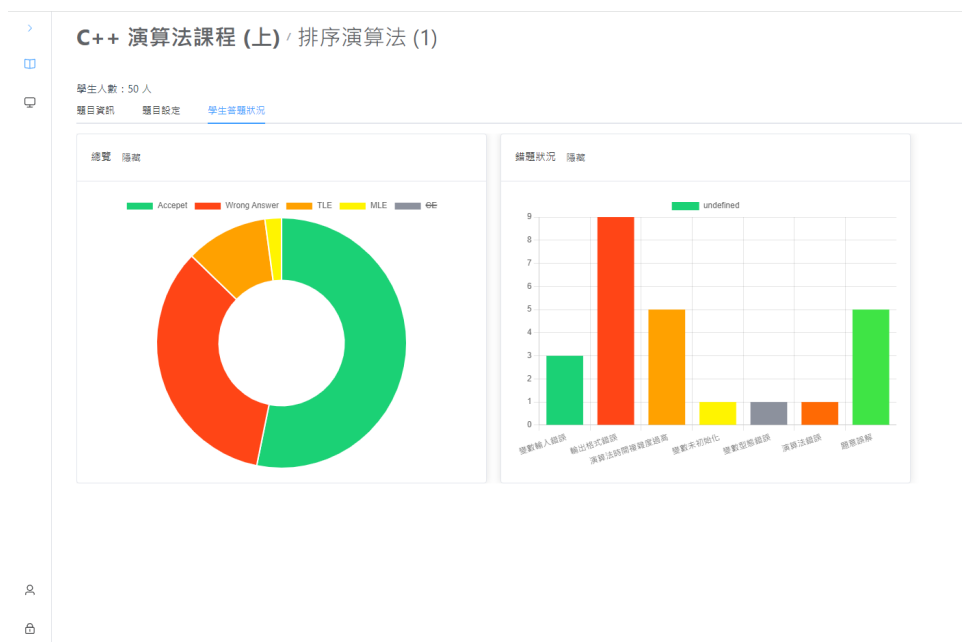 C++ 演算法課程 (上) / 排序演算法 (1)
學生人數：50 人
題目資訊 題目設定 學生答題狀況
總覽 隱藏
Accepet Wrong Answer TLE MLE CE
錯題狀況 隱藏
undefined
9
8
7
6
5
4
3
2
1
0
變數輸入錯誤 輸出格式錯誤 演算法時間複雜度過高 變數未初始化 變數型態錯誤 演算法錯誤 題意誤解